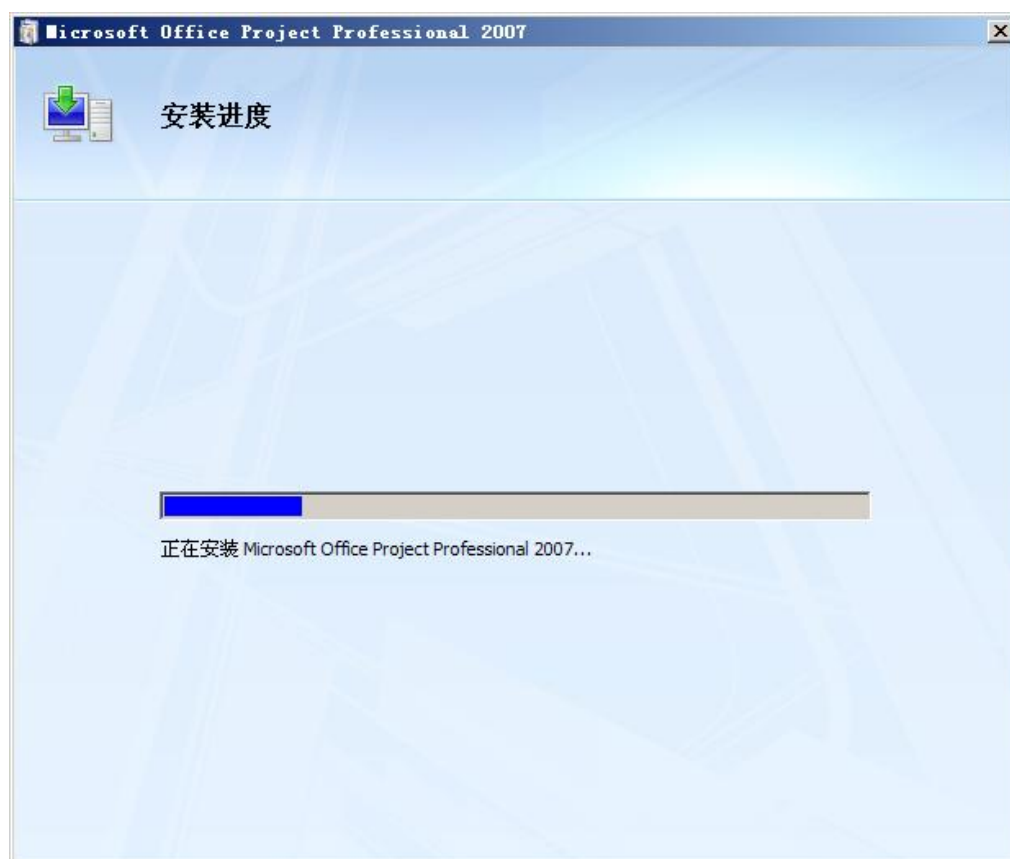 Microsoft Office Project Professional 2007
安装进度
正在安装 Microsoft Office Project Professional 2007...